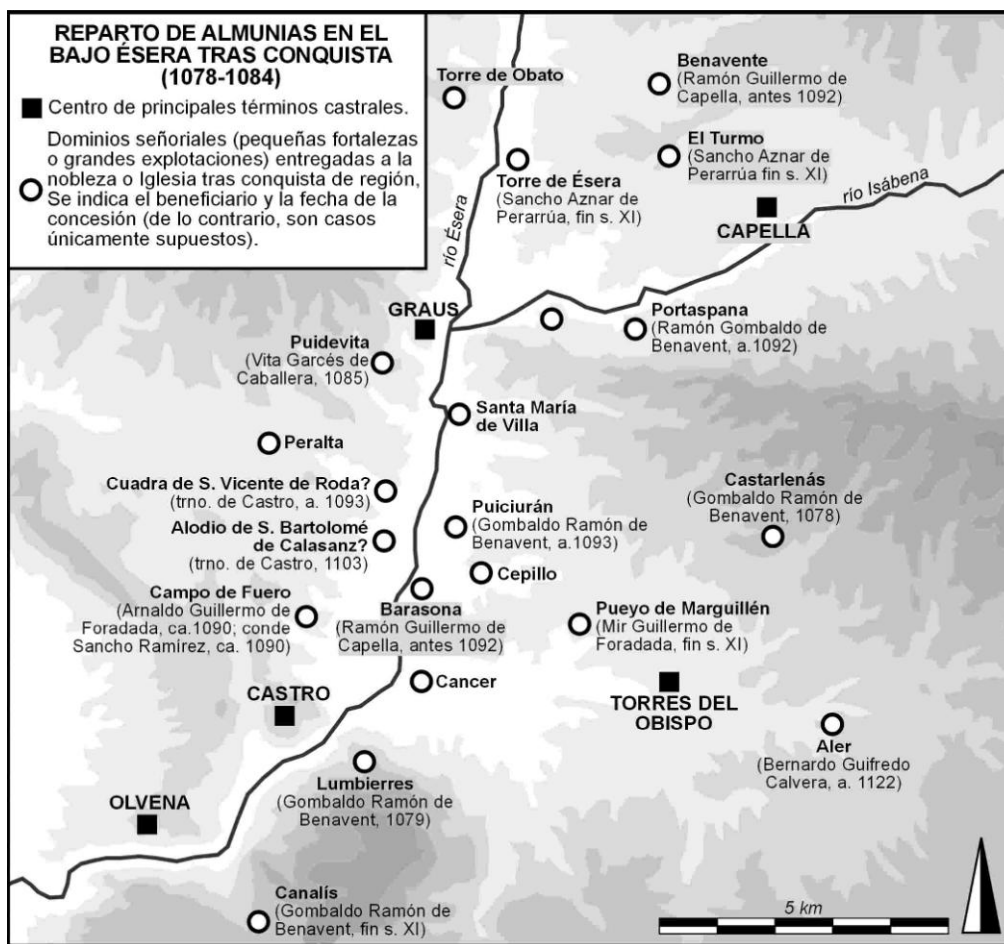 REPARTO DE ALMUNIAS EN EL
BAJO ÉSERA TRAS CONQUISTA
(1078-1084)
Centro de principales términos castrales.
Dominios señoriales (pequeñas fortalezas
o grandes explotaciones) entregadas a la
nobleza o Iglesia tras conquista de región,
Se indica el beneficiario y la fecha de la
concesión (de lo contrario, son casos
únicamente supuestos).
Torre de Obato
Benavente
(Ramón Guillermo de
Capella, antes 1092)
El Turmo
(Sancho Aznar de
Perarrúa fin s. XI)
Torre de Ésera
(Sancho Aznar de
Perarrúa, fin s. XI)
río Ésera
río Isábena
CAPELLA
GRAUS
Portaspana
(Ramón Gombaldo de
Benavent, a.1092)
Puidevita
(Vita Garcés de
Caballera, 1085)
Santa María
de Villa
Peralta
Cuadra de S. Vicente de Roda?
(trno. de Castro, a. 1093)
Castarlenás
(Gombaldo Ramón
de Benavent, 1078)
Puiciurán
(Gombaldo Ramón de
Benavent, a.1093)
Alodio de S. Bartolomé
de Calasanz?
(trno. de Castro, 1103)
Cepillo
Campo de Fuero
(Arnaldo Guillermo de
Foradada, ca.1090; conde
Sancho Ramírez, ca. 1090)
Barasona
(Ramón Guillermo de
Capella, antes 1092)
Pueyo de Marguillén
(Mir Guillermo de
Foradada, fin s. XI)
Cancer
CASTRO
TORRES DEL
OBISPO
Aler
(Bernardo Guifredo
Calvera, a. 1122)
Lumbierres
(Gombaldo Ramón de
Benavent, 1079)
OLVENA
Canalís
(Gombaldo Ramón de
Benavent, fin s. XI)
5 km